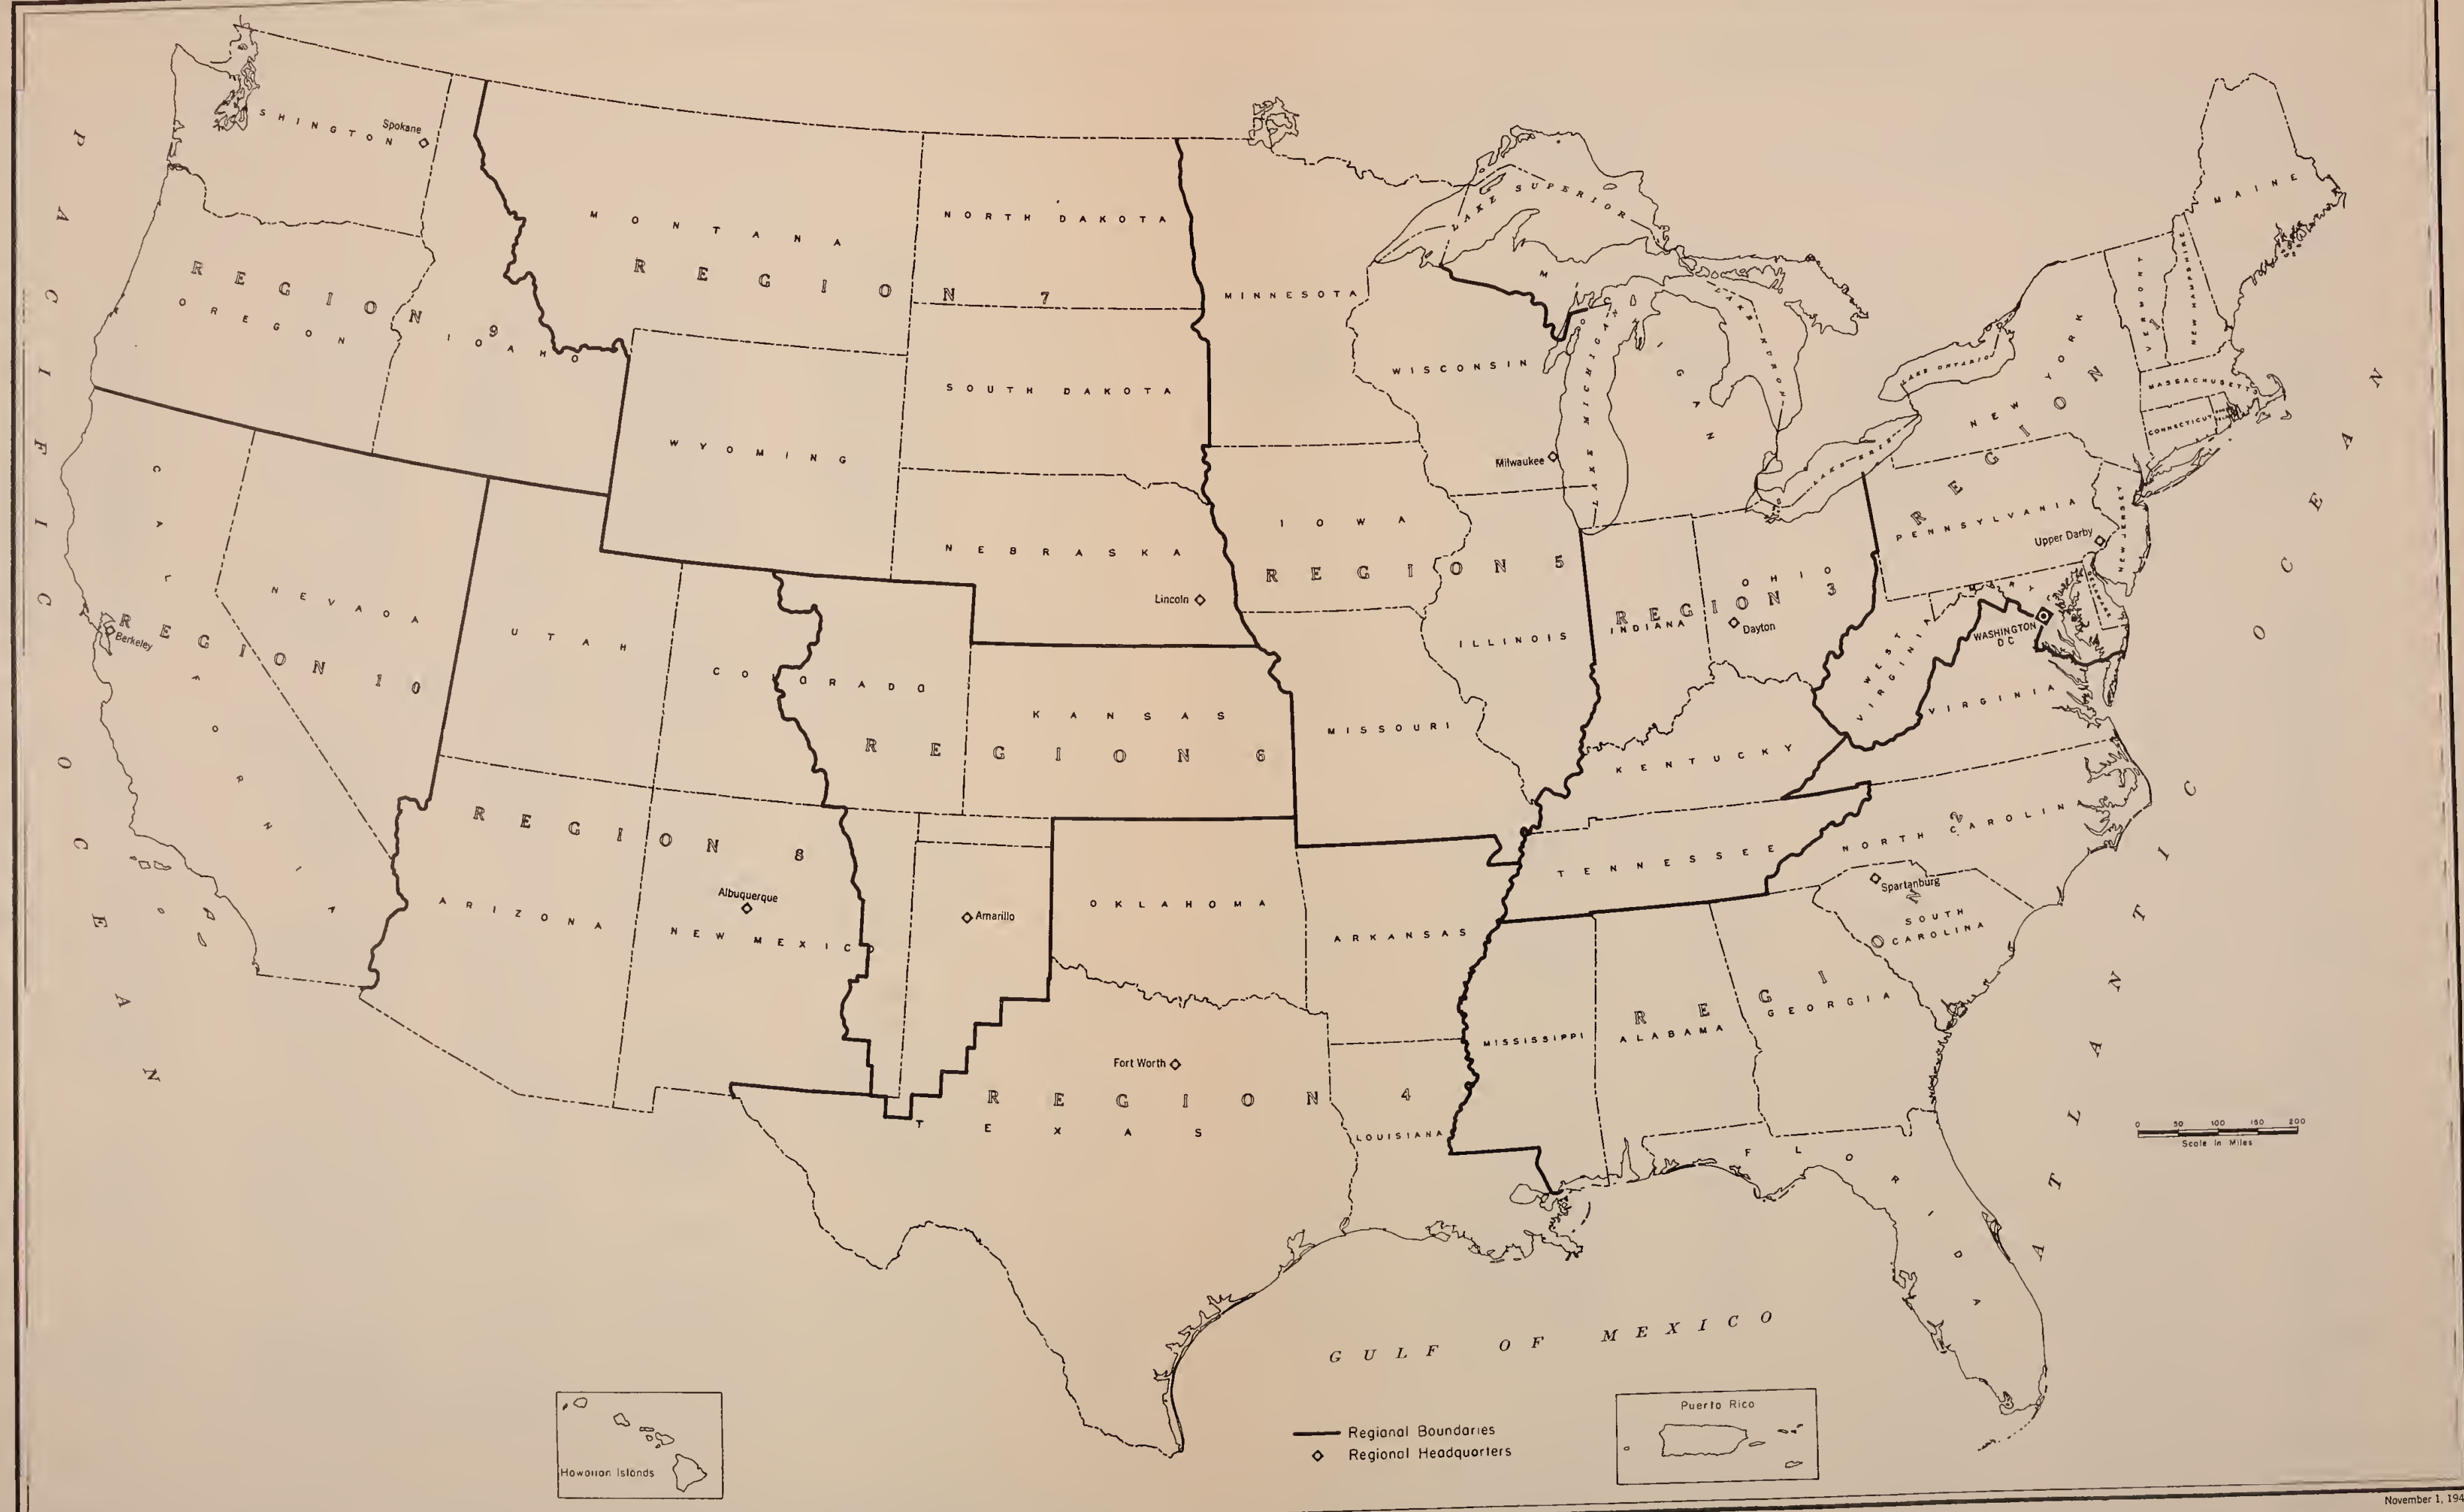 PACIFIC OCEAN
SHINGTON
Spokane
REGION 9
OREGON
IDAHO
MONTANA
REGION 7
NORTH DAKOTA
SOUTH DAKOTA
WYOMING
NEBRASKA
Lincoln
MINNESOTA
LAKE SUPERIOR
WISCONSIN
Milwaukee
LAKE MICHIGAN
MICHIGAN
LAKE HURON
LAKE ERIE
LAKE ONTARIO
IOWA
REGION 5
ILLINOIS
MISSOURI
INDIANA
OHIO
REGION 3
Dayton
KENTUCKY
TENNESSEE
MAINE
VERMONT
NEW HAMPSHIRE
MASSACHUSETTS
CONNECTICUT
NEW YORK
REGION 1
PENNSYLVANIA
Upper Darby
NEW JERSEY
WASHINGTON
D C
WEST
VIRGINIA
VIRGINIA
NORTH CAROLINA
Spartanburg
SOUTH
CAROLINA
REGION 2
MISSISSIPPI
ALABAMA
GEORGIA
FLORIDA
CALIFORNIA
NEVADA
Berkeley
REGION 10
UTAH
COLORADO
KANSAS
REGION 6
REGION 8
ARIZONA
Albuquerque
NEW MEXICO
Amarillo
OKLAHOMA
ARKANSAS
Fort Worth
REGION 4
TEXAS
LOUISIANA
ATLANTIC OCEAN
0 50 100 150 200
Scale in Miles
GULF OF MEXICO
Hawaiian Islands
Regional Boundaries
Regional Headquarters
Puerto Rico
November 1, 19